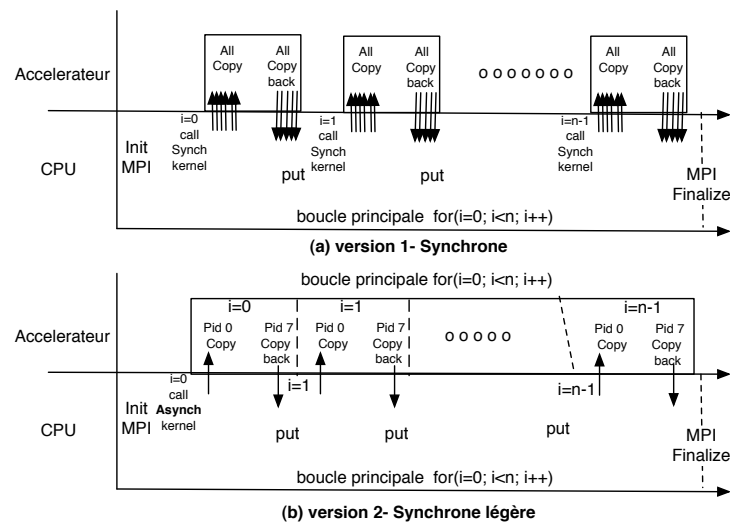 All
Copy
All
Copy
back
All
Copy
All
Copy
back
o o o o o o o
All
Copy
All
Copy
back
Accelerateur
i=0
call
Synch
kernel
i=1
call
Synch
kernel
i=n-1
call
Synch
kernel
Init
MPI
CPU
put
put
MPI
Finalize
boucle principale for(i=0; i<n; i++)
(a) version 1- Synchrone
boucle principale for(i=0; i<n; i++)
i=0
i=1
i=n-1
Accelerateur
Pid 0
Copy
Pid 7
Copy
back
Pid 0
Copy
Pid 7
Copy
back
o o o o o
Pid 0
Copy
Pid 7
Copy
back
i=0
call
Asynch
kernel
i=1
i=n-1
Init
MPI
CPU
put
put
put
MPI
Finalize
boucle principale for(i=0; i<n; i++)
(b) version 2- Synchrone légère